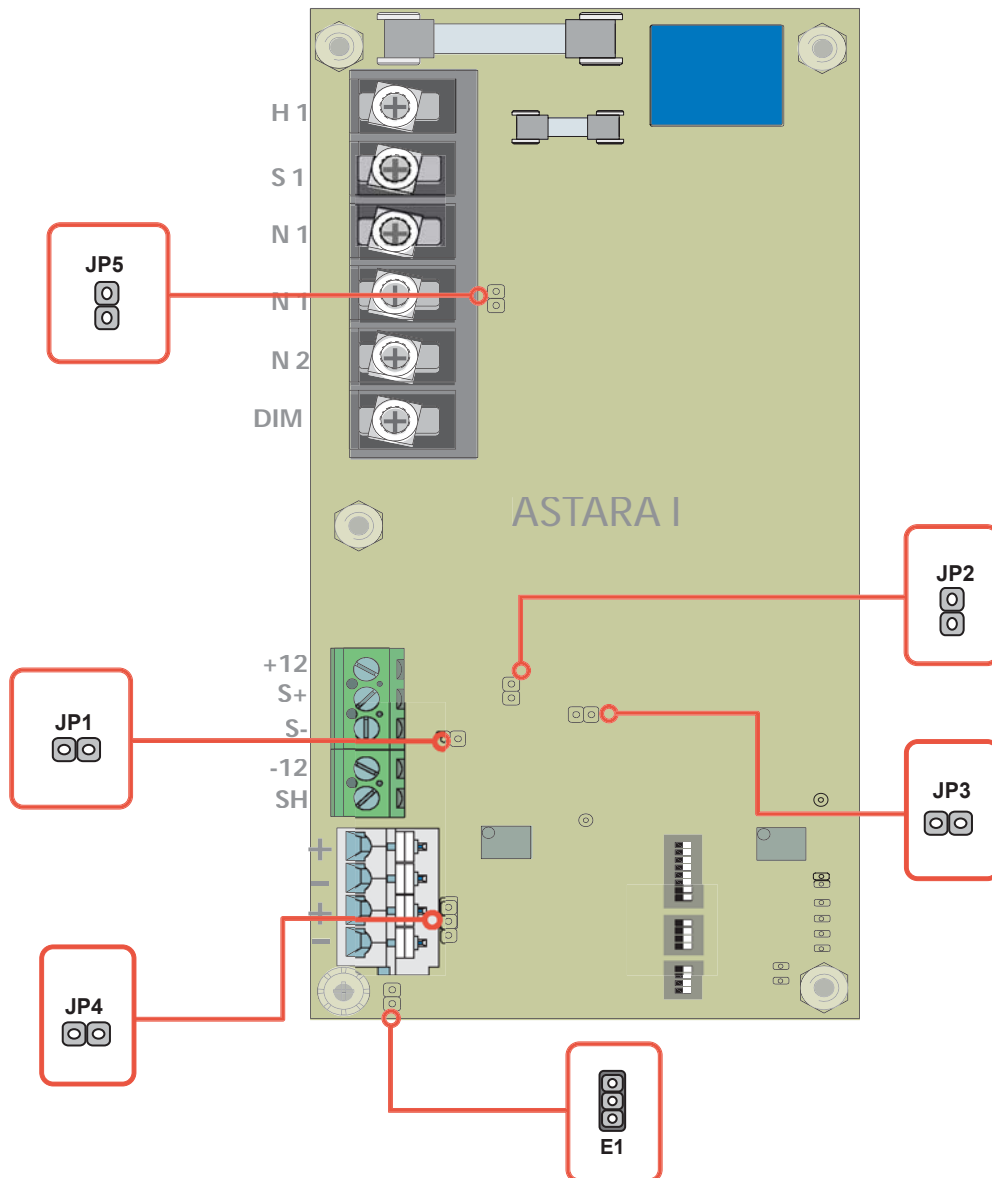 H 1
S 1
N 1
JP5
N 1
N 2
DIM
ASTARA I
JP2
+12
S+
S-
JP1
-12
SH
JP3
+
-
+
-
JP4
E1